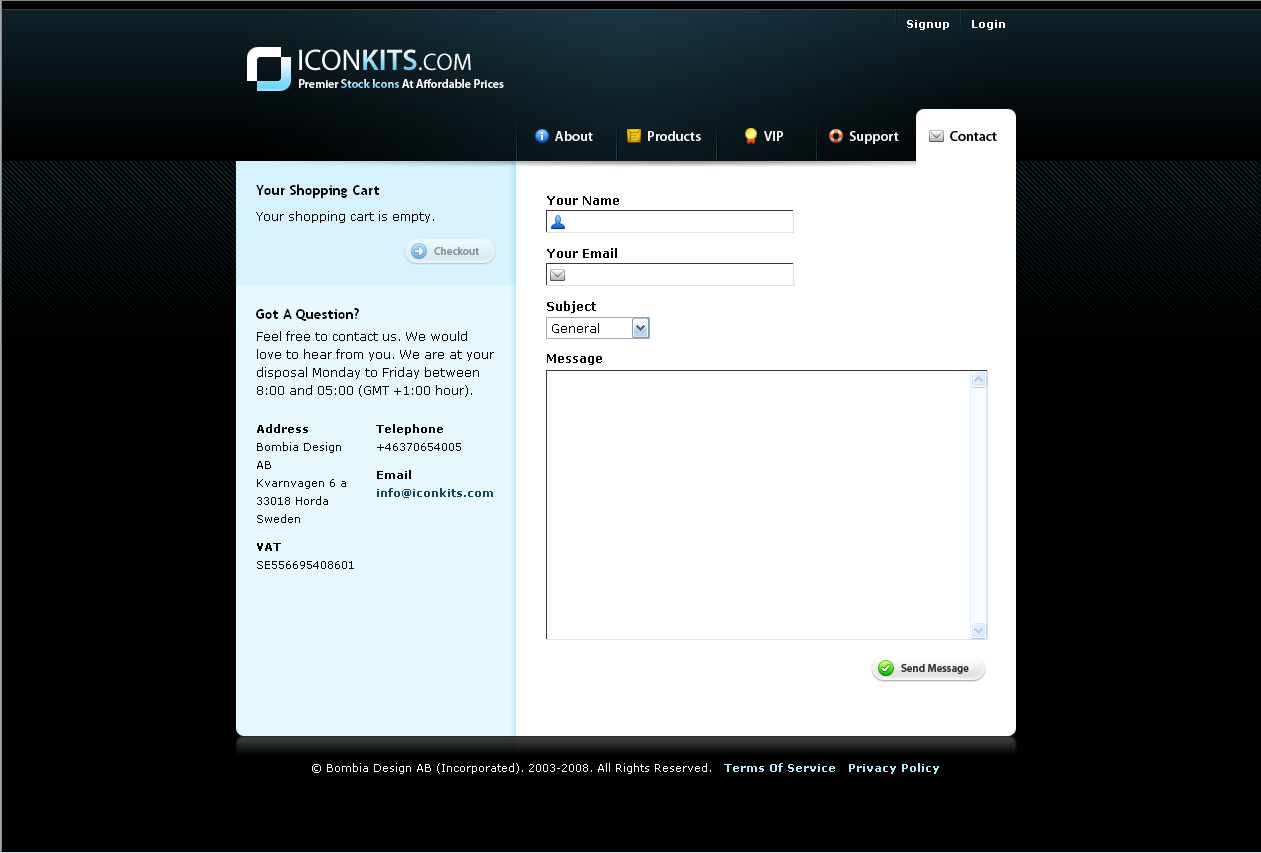 Signup Login
ICONKITS.COM
Premier Stock Icons At Affordable Prices
About Products VIP Support Contact
Your Shopping Cart
Your shopping cart is empty.
Checkout
Got A Question?
Feel free to contact us. We would
love to hear from you. We are at your
disposal Monday to Friday between
8:00 and 05:00 (GMT +1:00 hour).
Address
Bombia Design
AB
Kvarnvagen 6 a
33018 Horda
Sweden
VAT
SE556695408601
Telephone
+46370654005
Email
info@iconkits.com
Your Name
Your Email
Subject
General
Message
Send Message
© Bombia Design AB (Incorporated). 2003-2008. All Rights Reserved. Terms Of Service Privacy Policy